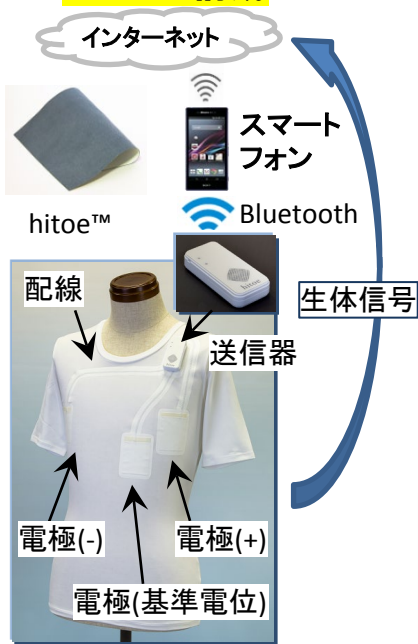 インターネット
スマート
フォン
hitoe™
Bluetooth
hitoe
配線
生体信号
送信器
電極(-)
電極(+)
電極(基準電位)